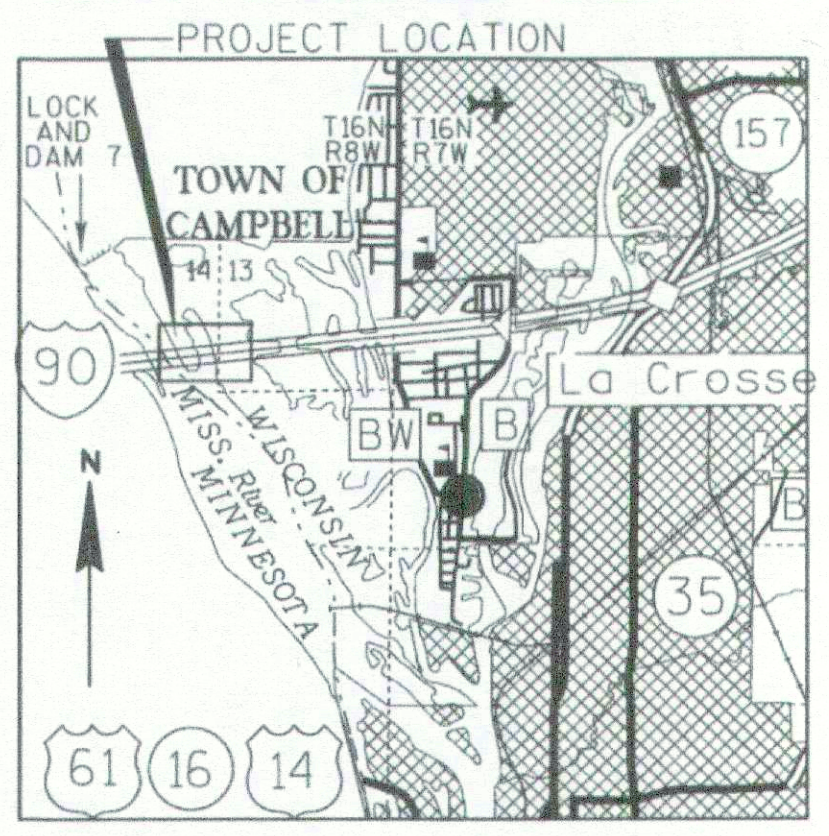 PROJECT LOCATION
LOCK
AND
DAM 7
T16N T16N
R8W R7W
157
TOWN OF
CAMPBELL
14 13
90
La Crosse
BW
B
MISS. River
WISCONSIN
MINNESOTA
N
B
35
61 16 14